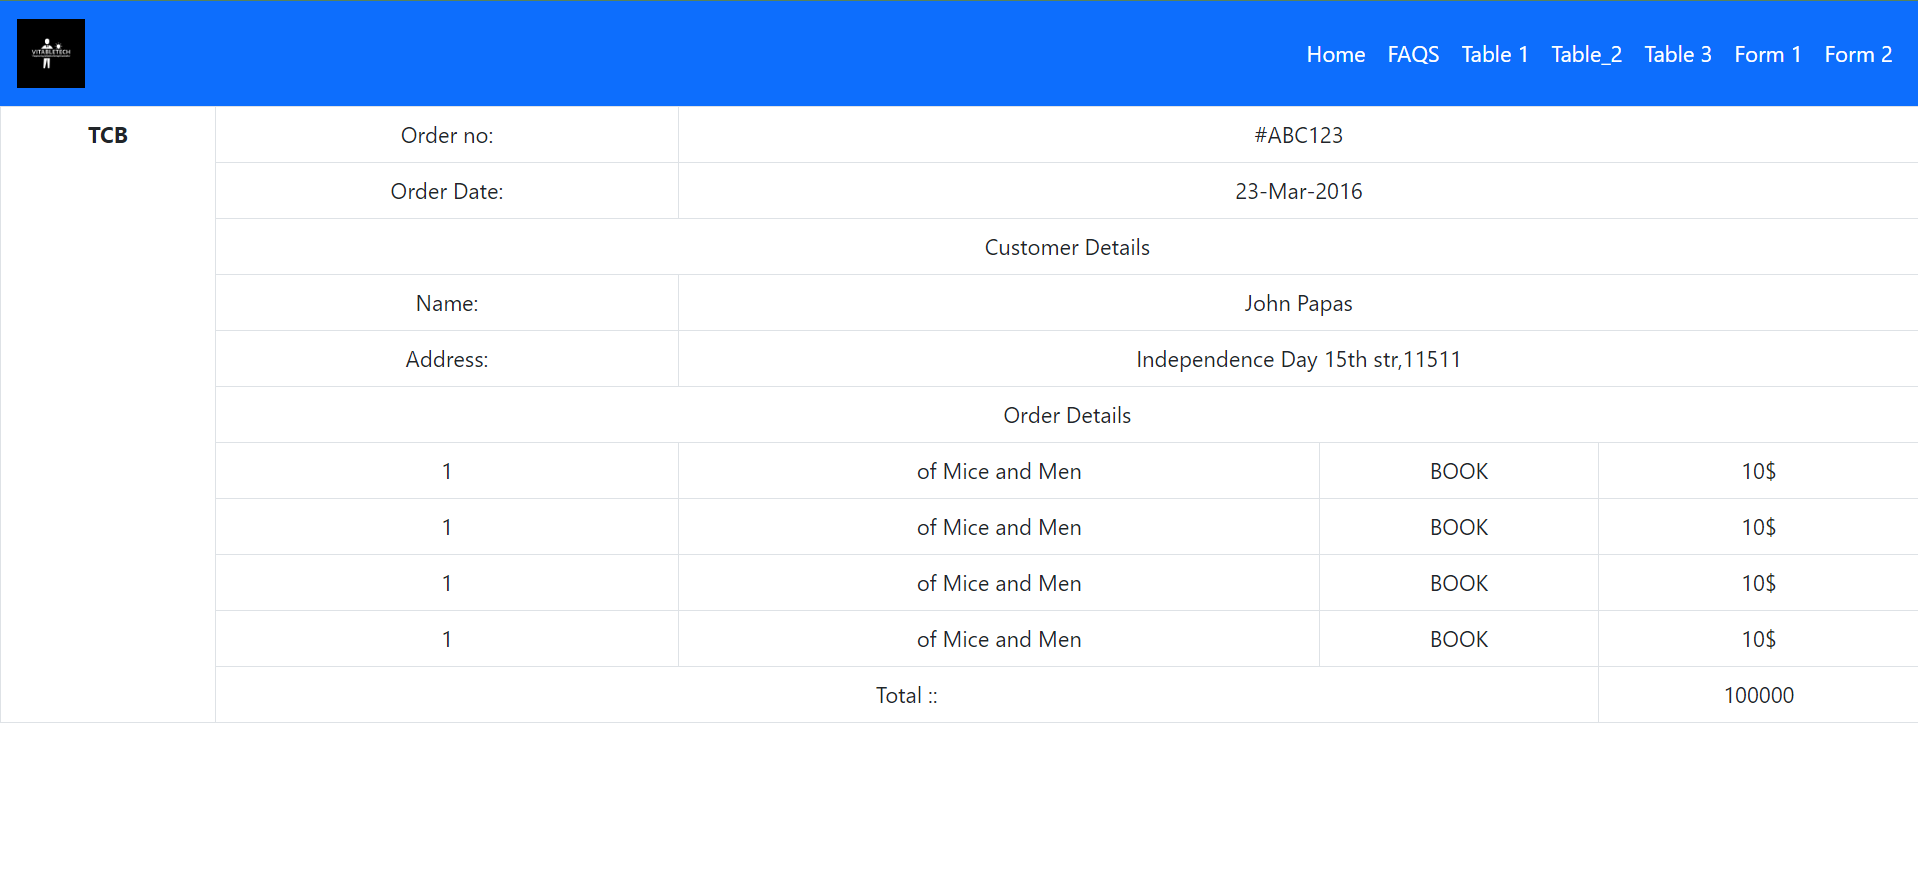 VITABLETECH
Home FAQS Table 1 Table_2 Table 3 Form 1 Form 2
TCB Order no: #ABC123
Order Date: 23-Mar-2016
Customer Details
Name: John Papas
Address: Independence Day 15th str,11511
Order Details
1 of Mice and Men BOOK 10$
1 of Mice and Men BOOK 10$
1 of Mice and Men BOOK 10$
1 of Mice and Men BOOK 10$
Total :: 100000